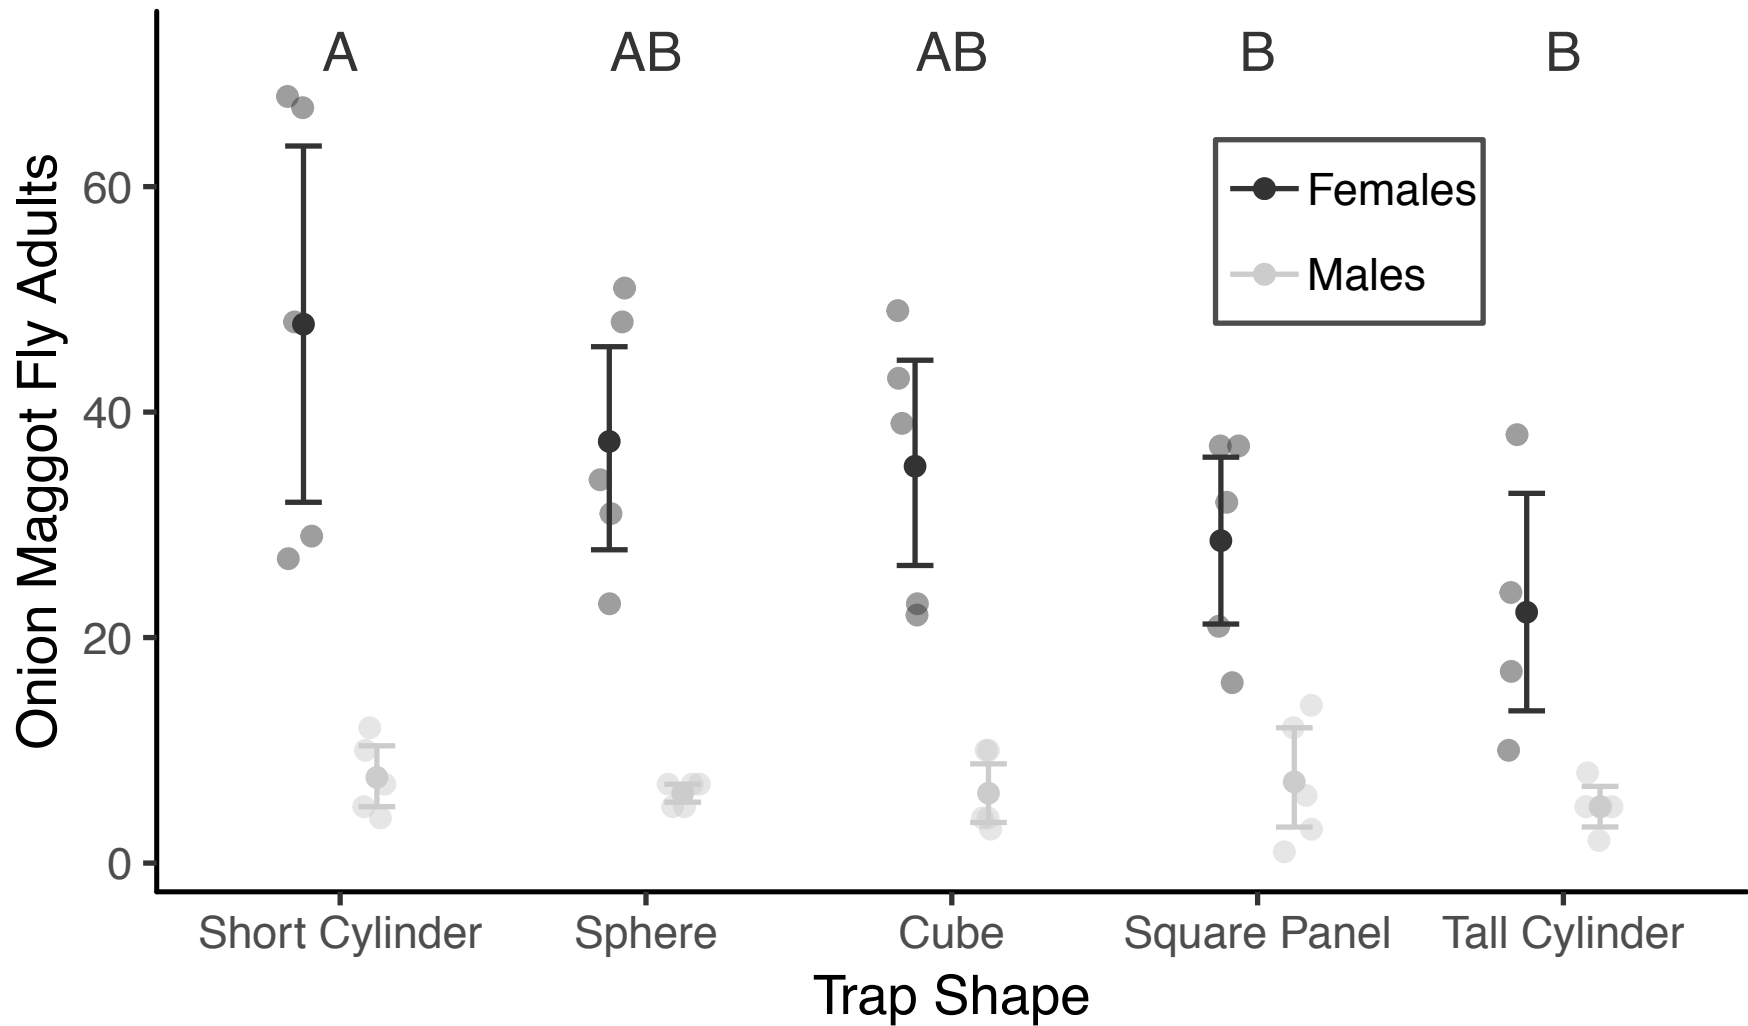 A AB AB B B
Females
Males
Onion Maggot Fly Adults
60
40
20
0
Short Cylinder Sphere Cube Square Panel Tall Cylinder
Trap Shape